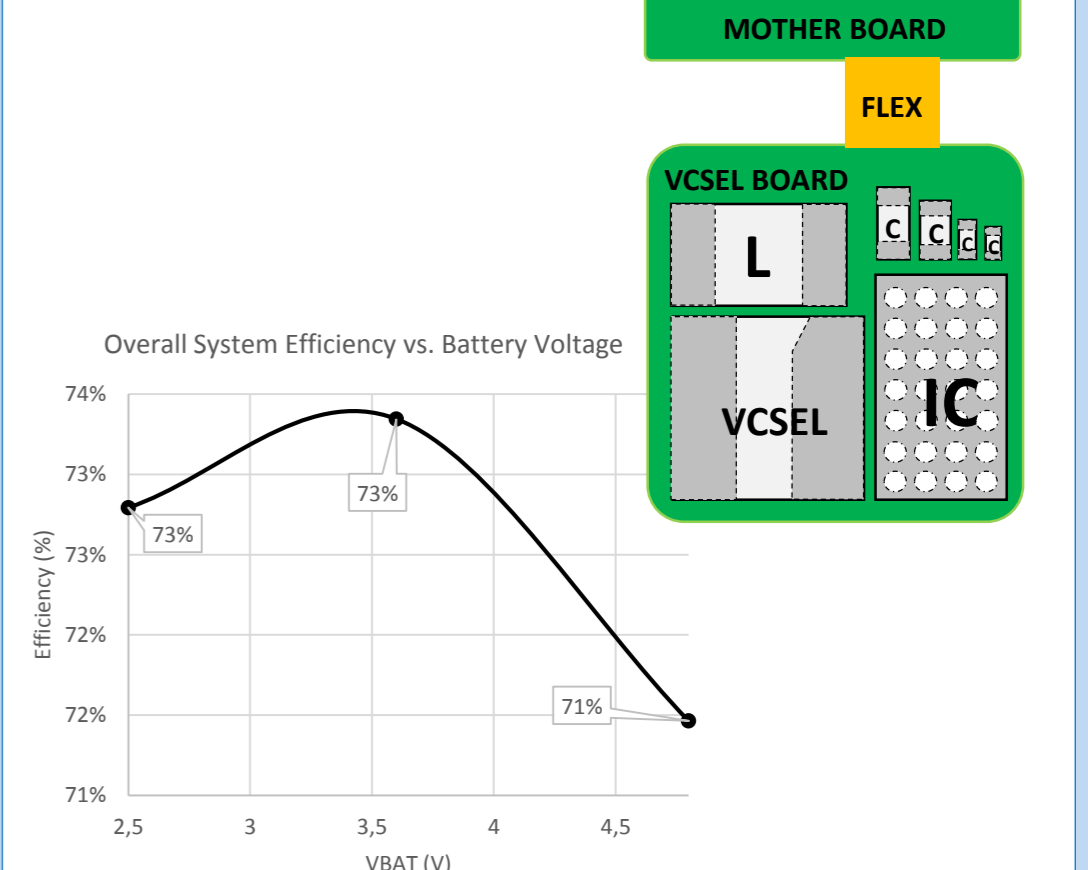 MOTHER BOARD
FLEX
VCSEL BOARD
L
C
C
C
C
VCSEL
IC
Overall System Efficiency vs. Battery Voltage
Efficiency (%)
74%
73%
73%
72%
72%
71%
73%
73%
71%
2,5
3
3,5
4
4,5
VBAT (V)